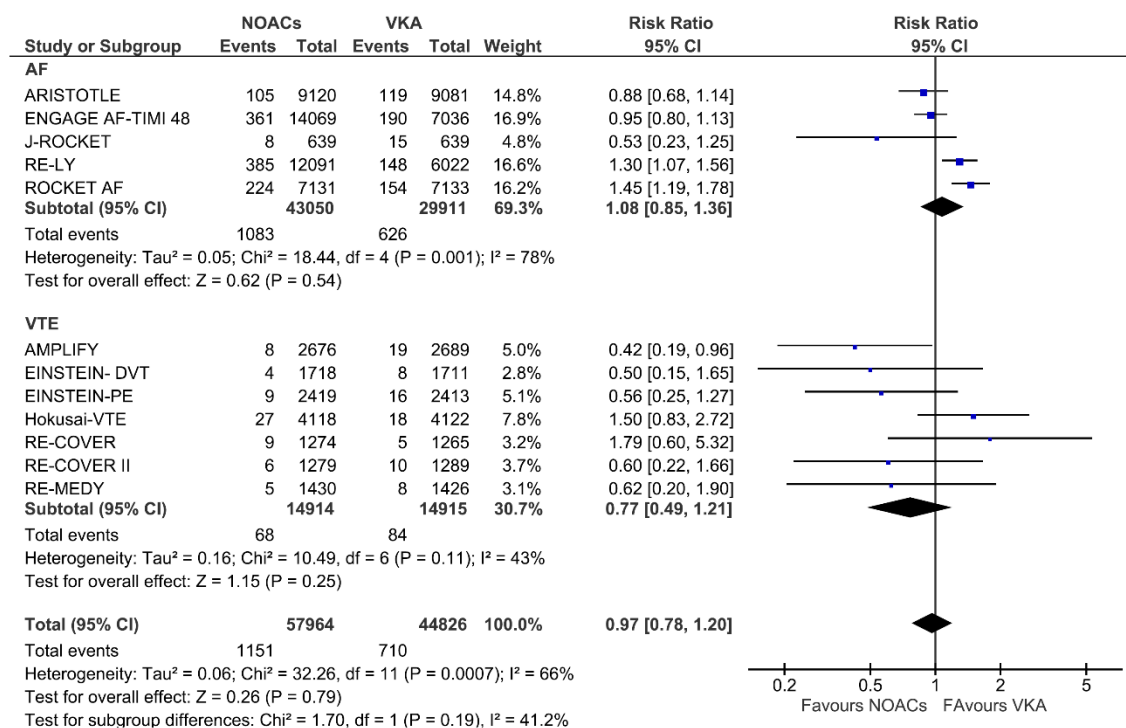 NOACs VKA Risk Ratio Risk Ratio
Study or Subgroup Events Total Events Total Weight 95% CI 95% CI
AF
ARISTOTLE 105 9120 119 9081 14.8% 0.88 [0.68, 1.14]
ENGAGE AF-TIMI 48 361 14069 190 7036 16.9% 0.95 [0.80, 1.13]
J-ROCKET 8 639 15 639 4.8% 0.53 [0.23, 1.25]
RE-LY 385 12091 148 6022 16.6% 1.30 [1.07, 1.56]
ROCKET AF 224 7131 154 7133 16.2% 1.45 [1.19, 1.78]
Subtotal (95% CI) 43050 29911 69.3% 1.08 [0.85, 1.36]
Total events 1083 626
Heterogeneity: Tau² = 0.05; Chi² = 18.44, df = 4 (P = 0.001); I² = 78%
Test for overall effect: Z = 0.62 (P = 0.54)
VTE
AMPLIFY 8 2676 19 2689 5.0% 0.42 [0.19, 0.96]
EINSTEIN- DVT 4 1718 8 1711 2.8% 0.50 [0.15, 1.65]
EINSTEIN-PE 9 2419 16 2413 5.1% 0.56 [0.25, 1.27]
Hokusai-VTE 27 4118 18 4122 7.8% 1.50 [0.83, 2.72]
RE-COVER 9 1274 5 1265 3.2% 1.79 [0.60, 5.32]
RE-COVER II 6 1279 10 1289 3.7% 0.60 [0.22, 1.66]
RE-MEDY 5 1430 8 1426 3.1% 0.62 [0.20, 1.90]
Subtotal (95% CI) 14914 14915 30.7% 0.77 [0.49, 1.21]
Total events 68 84
Heterogeneity: Tau² = 0.16; Chi² = 10.49, df = 6 (P = 0.11); I² = 43%
Test for overall effect: Z = 1.15 (P = 0.25)
Total (95% CI) 57964 44826 100.0% 0.97 [0.78, 1.20]
Total events 1151 710
Heterogeneity: Tau² = 0.06; Chi² = 32.26, df = 11 (P = 0.0007); I² = 66%
Test for overall effect: Z = 0.26 (P = 0.79)
Test for subgroup differences: Chi² = 1.70, df = 1 (P = 0.19), I² = 41.2%
0.2 0.5 1 2 5
Favours NOACs FAvours VKA